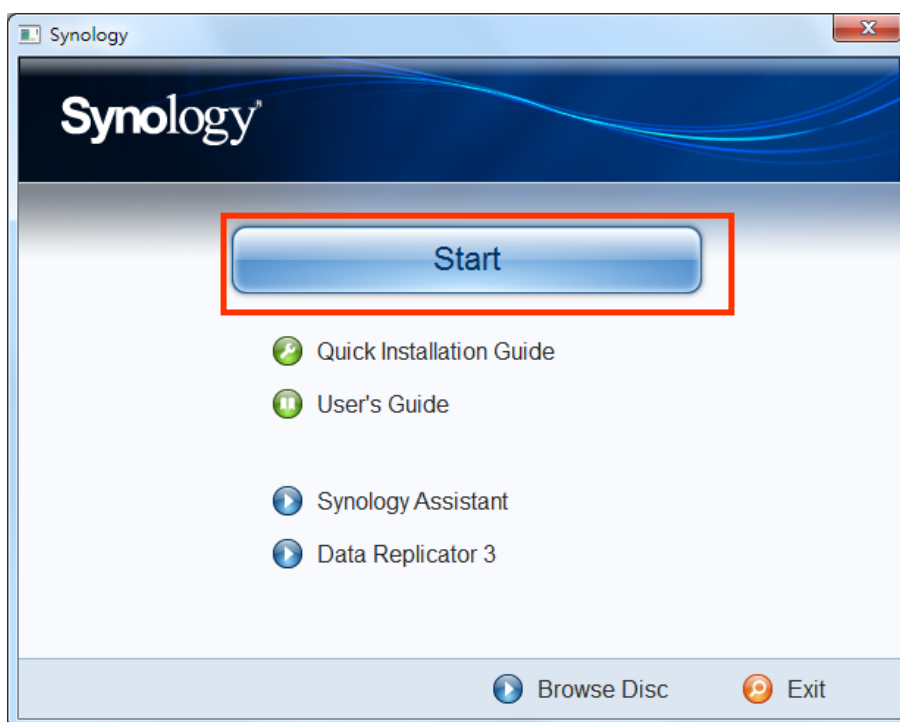 Synology
Synology®
Start
Quick Installation Guide
User's Guide
Synology Assistant
Data Replicator 3
Browse Disc
Exit